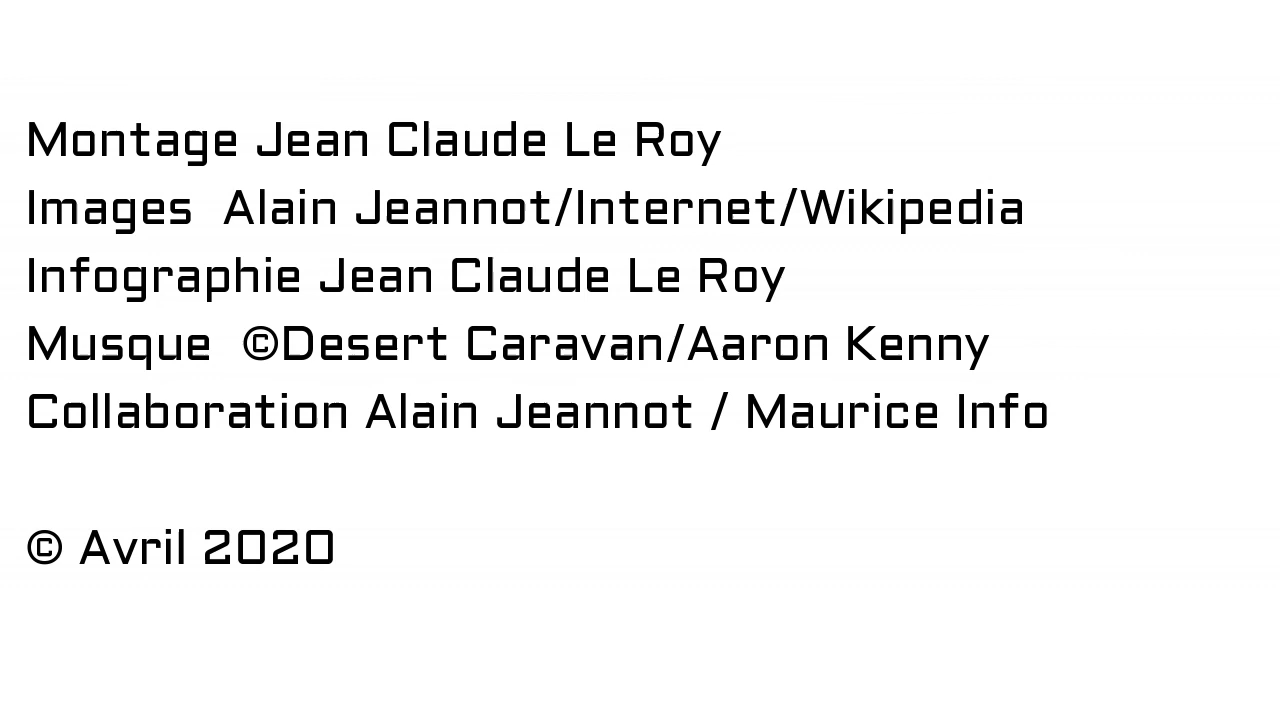 Montage Jean Claude Le Roy
Images  Alain Jeannot/Internet/Wikipedia
Infographie Jean Claude Le Roy
Musque  ©Desert Caravan/Aaron Kenny
Collaboration Alain Jeannot / Maurice Info
© Avril 2020